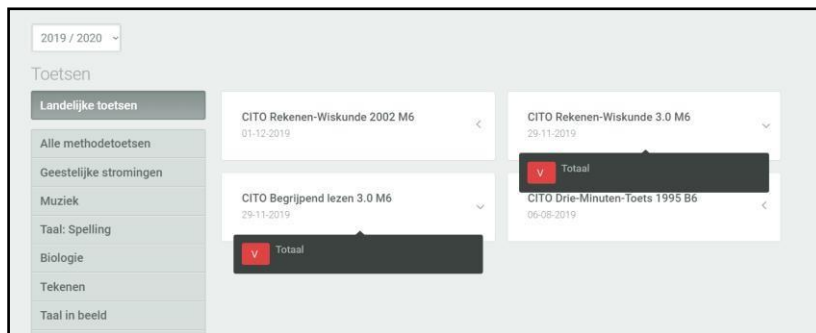 2019 / 2020
Toetsen
Landelijke toetsen
Alle methodetoetsen
Geestelijke stromingen
Muziek
Taal: Spelling
Biologie
Tekenen
Taal in beeld
CITO Rekenen-Wiskunde 2002 M6
01-12-2019
CITO Rekenen-Wiskunde 3.0 M6
29-11-2019
V Totaal
CITO Begrijpend lezen 3.0 M6
29-11-2019
V Totaal
CITO Drie-Minuten-Toets 1995 B6
06-08-2019